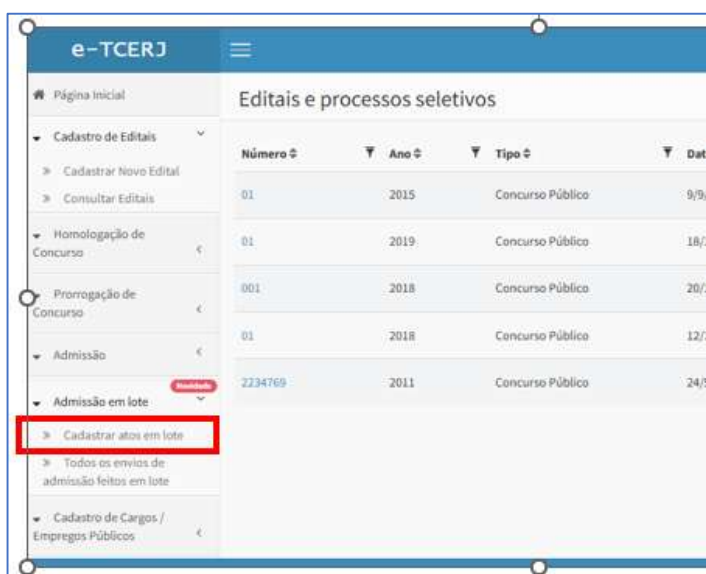 e-TCERJ
Página Inicial
Cadastro de Editais
Cadastrar Novo Edital
Consultar Editais
Homologação de
Concurso
Prorrogação de
Concurso
Admissão
Novidade
Admissão em lote
Cadastrar atos em lote
Todos os envios de
admissão feitos em lote
Cadastro de Cargos /
Empregos Públicos
Editais e processos seletivos
Número Ano Tipo Dat
01 2015 Concurso Público 9/9/
01 2019 Concurso Público 18/
001 2018 Concurso Público 20/
01 2018 Concurso Público 12/
2234769 2011 Concurso Público 24/